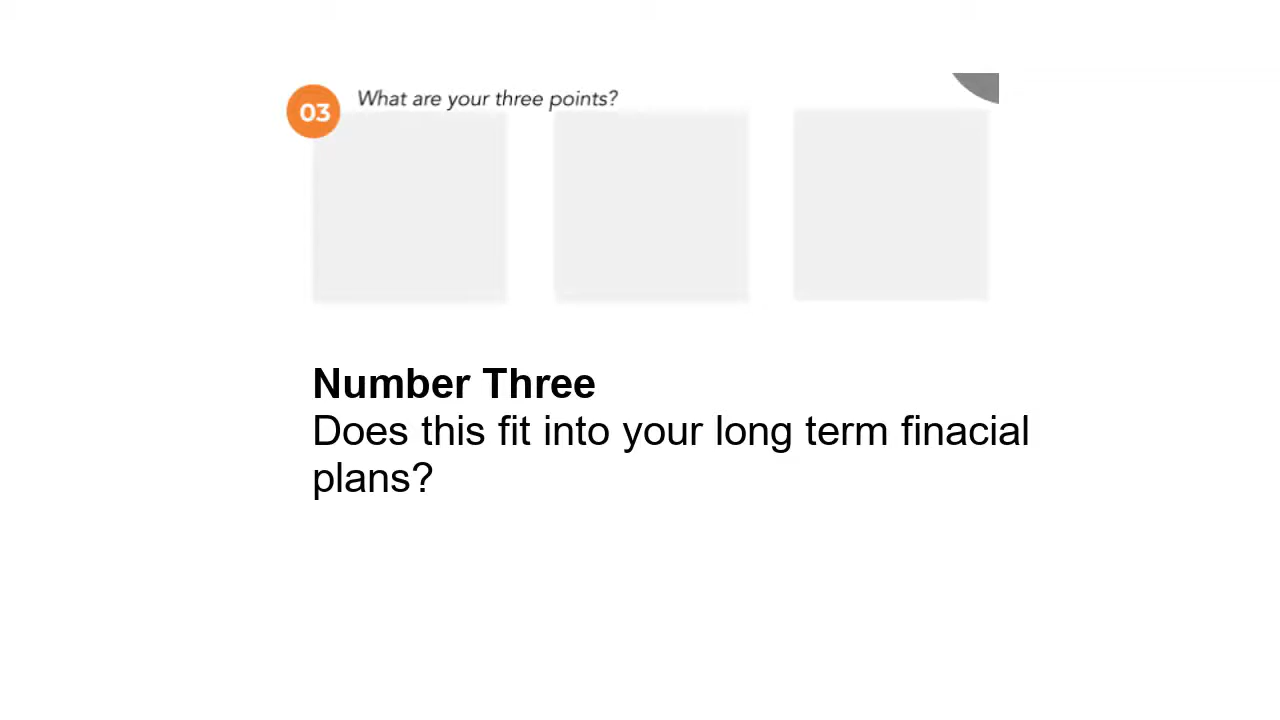 03
What are your three points?
Number Three
Does this fit into your long term finacial
plans?